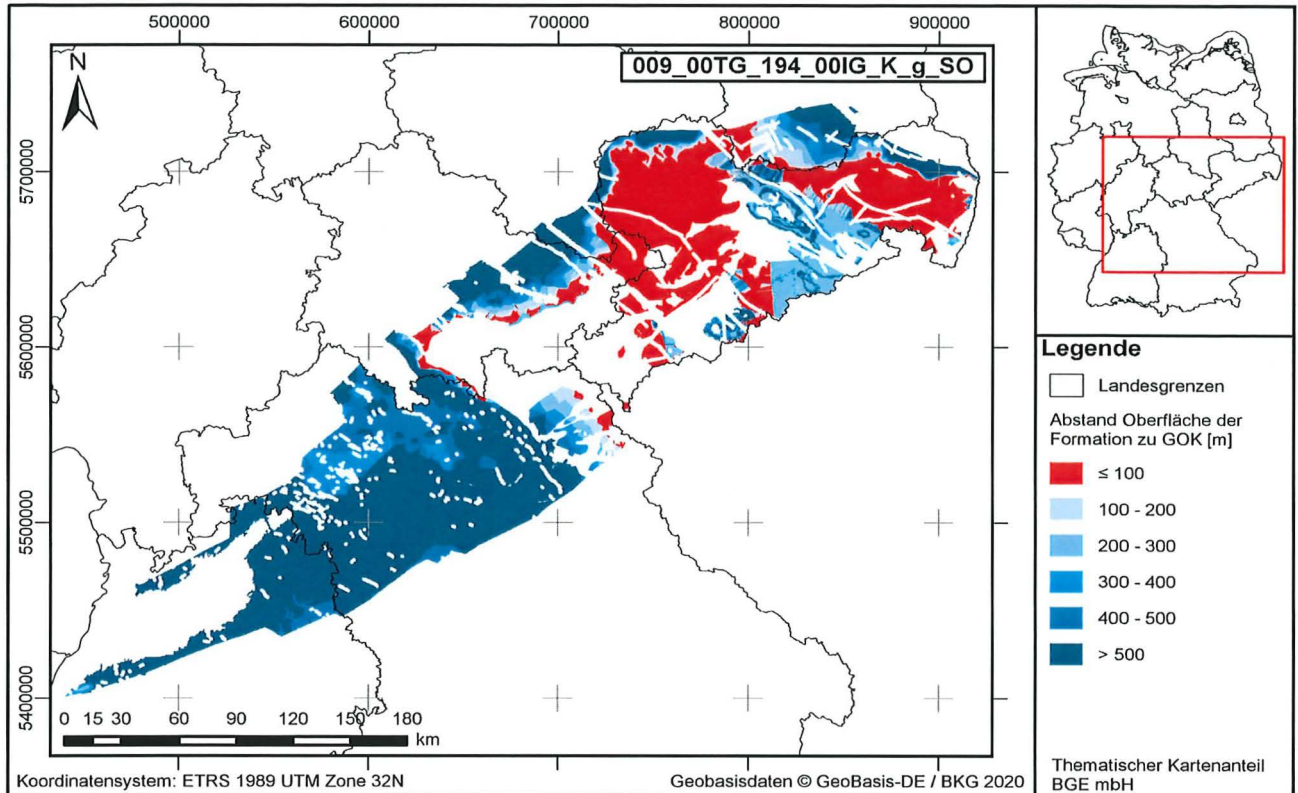 500000 600000 700000 800000 900000
009_00TG_194_00IG_K_g_SO
N
5700000
5600000
5500000
5400000
0 15 30 60 90 120 150 180
km
Koordinatensystem: ETRS 1989 UTM Zone 32N
Geobasisdaten © GeoBasis-DE / BKG 2020
Legende
Landesgrenzen
Abstand Oberfläche der
Formation zu GOK [m]
≤ 100
100 - 200
200 - 300
300 - 400
400 - 500
> 500
Thematischer Kartenanteil
BGE mbH